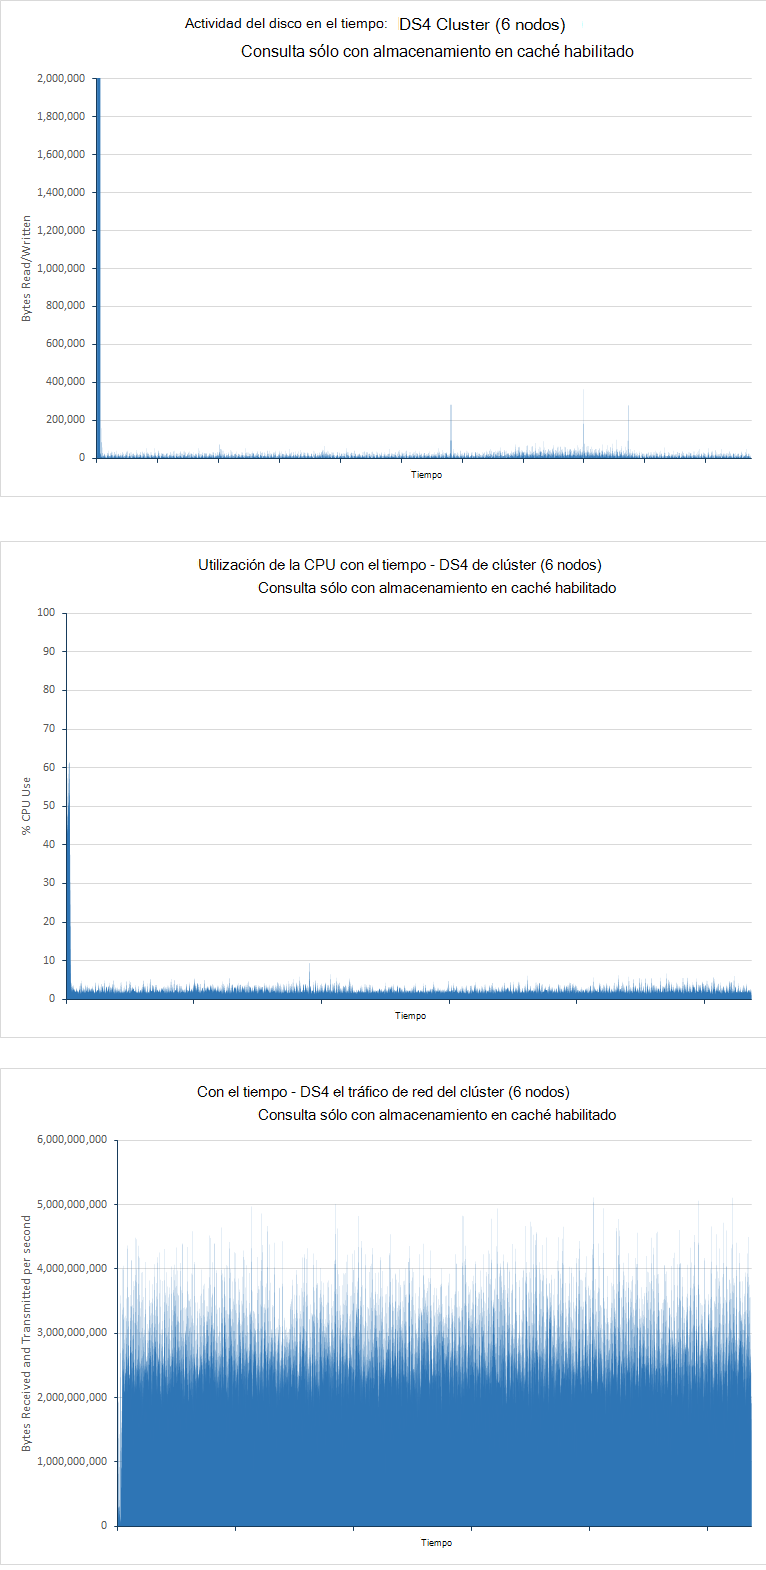 Actividad del disco en el tiempo: DS4 Cluster (6 nodos)
Consulta sólo con almacenamiento en caché habilitado
2,000,000
1,800,000
1,600,000
1,400,000
1,200,000
1,000,000
800,000
600,000
400,000
200,000
0
Bytes Read/Written
Tiempo
Utilización de la CPU con el tiempo - DS4 de clúster (6 nodos)
Consulta sólo con almacenamiento en caché habilitado
100
90
80
70
60
50
40
30
20
10
0
% CPU Use
Tiempo
Con el tiempo - DS4 el tráfico de red del clúster (6 nodos)
Consulta sólo con almacenamiento en caché habilitado
6,000,000,000
5,000,000,000
4,000,000,000
3,000,000,000
2,000,000,000
1,000,000,000
0
Bytes Received and Transmitted per second
Tiempo